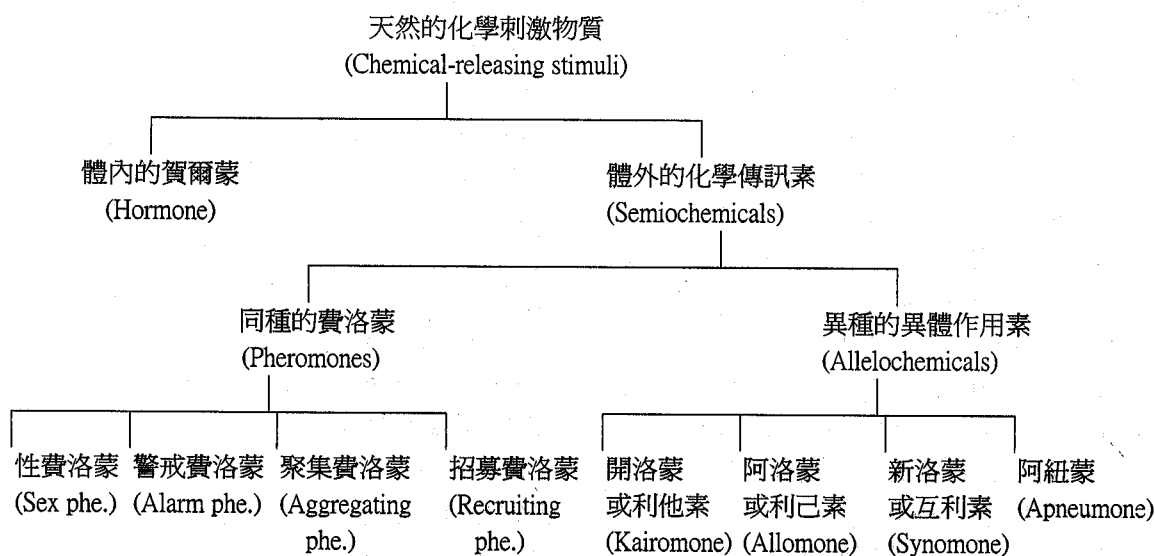 天然的化學刺激物質
(Chemical-releasing stimuli)
體內的賀爾蒙
(Hormone)
體外的化學傳訊素
(Semiochemicals)
同種的費洛蒙
(Pheromones)
異種的異體作用素
(Allelochemicals)
性費洛蒙
(Sex phe.)
警戒費洛蒙
(Alarm phe.)
聚集費洛蒙
(Aggregating
phe.)
招募費洛蒙
(Recruiting
phe.)
開洛蒙
或利他素
(Kairomone)
阿洛蒙
或利己素
(Allomone)
新洛蒙
或互利素
(Synomone)
阿紐蒙
(Apneumone)